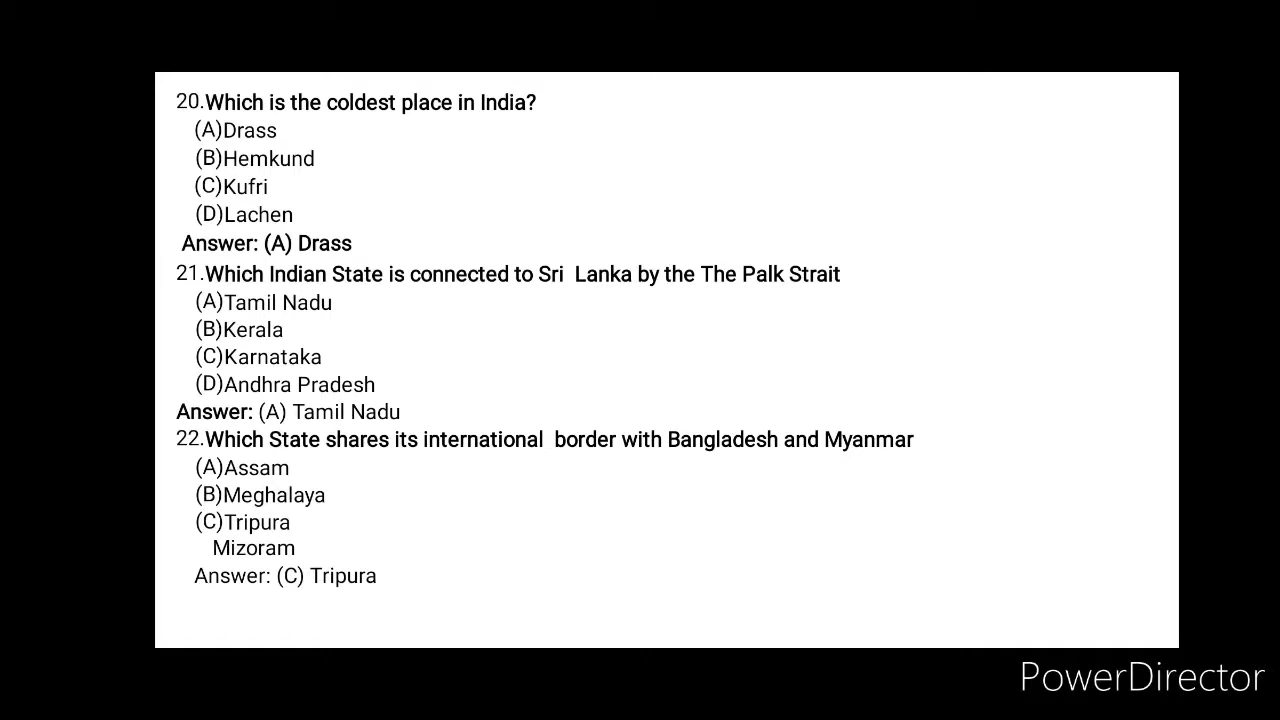 20.Which is the coldest place in India?
(A)Drass
(B)Hemkund
(C)Kufri
(D)Lachen
Answer: (A) Drass
21.Which Indian State is connected to Sri  Lanka by the The Palk Strait
(A)Tamil Nadu
(B)Kerala
(C)Karnataka
(D)Andhra Pradesh
Answer: (A) Tamil Nadu
22.Which State shares its international  border with Bangladesh and Myanmar
(A)Assam
(B)Meghalaya
(C)Tripura
Mizoram
Answer: (C) Tripura
PowerDirector